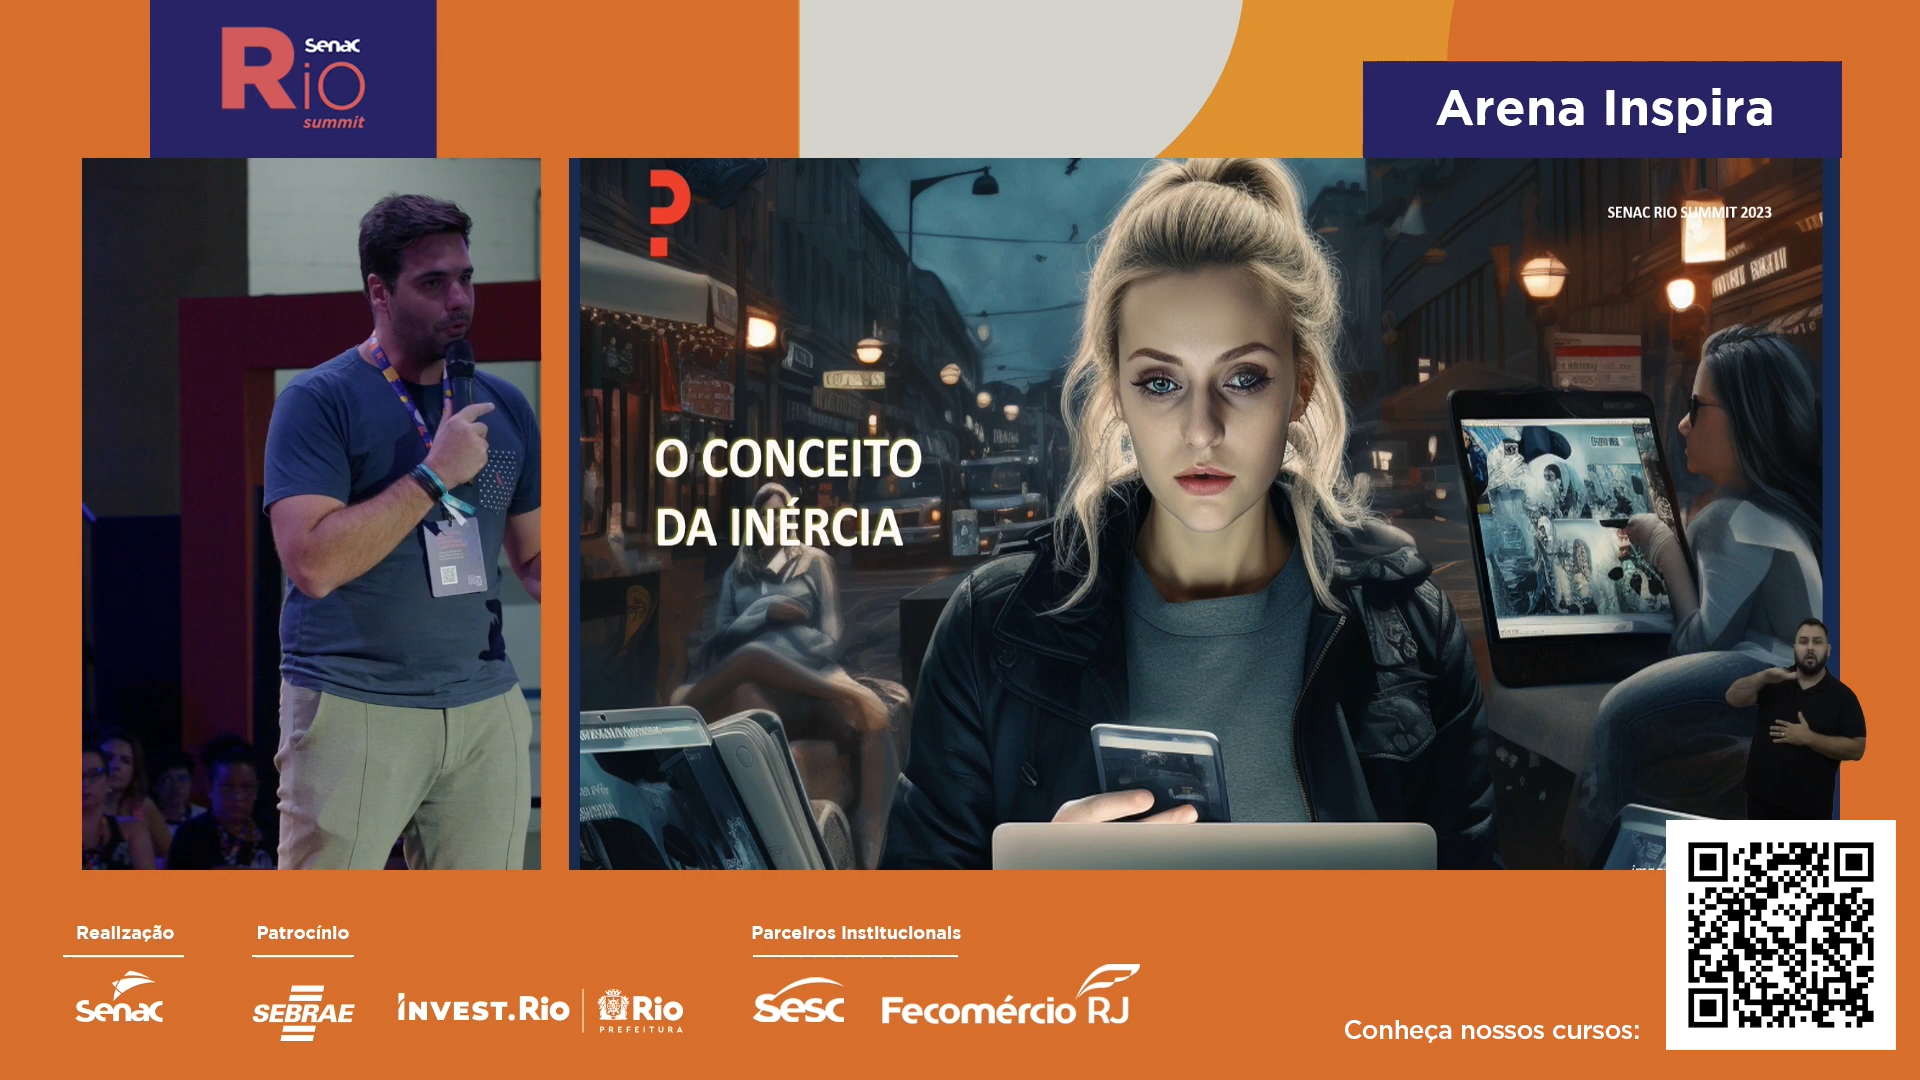 Senac
Rio
summit
Arena Inspira
?
SENAC RIO SUMMIT 2023
O CONCEITO
DA INÉRCIA
Realização
Patrocínio
Parceiros Institucionais
Senac
SEBRAE
INVEST.Rio
Rio
PREFEITURA
Sesc
Fecomércio RJ
Conheça nossos cursos: